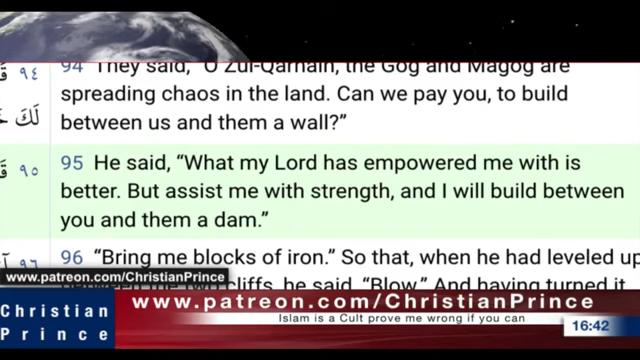 94 They said, "O Zul-Qarnain, the Gog and Magog are
٩٤
spreading chaos in the land. Can we pay you, to build
between us and them a wall?"
95 He said, "What my Lord has empowered me with is
٩٥
better. But assist me with strength, and I will build between
you and them a dam."
96 "Bring me blocks of iron." So that, when he had leveled up
٩٦
www.patreon.com/ChristianPrince
between the two cliffs, he said, "Blow." And having turned it
www.patreon.com/ChristianPrince
Christian
Prince
Islam is a Cult prove me wrong if you can
16:42